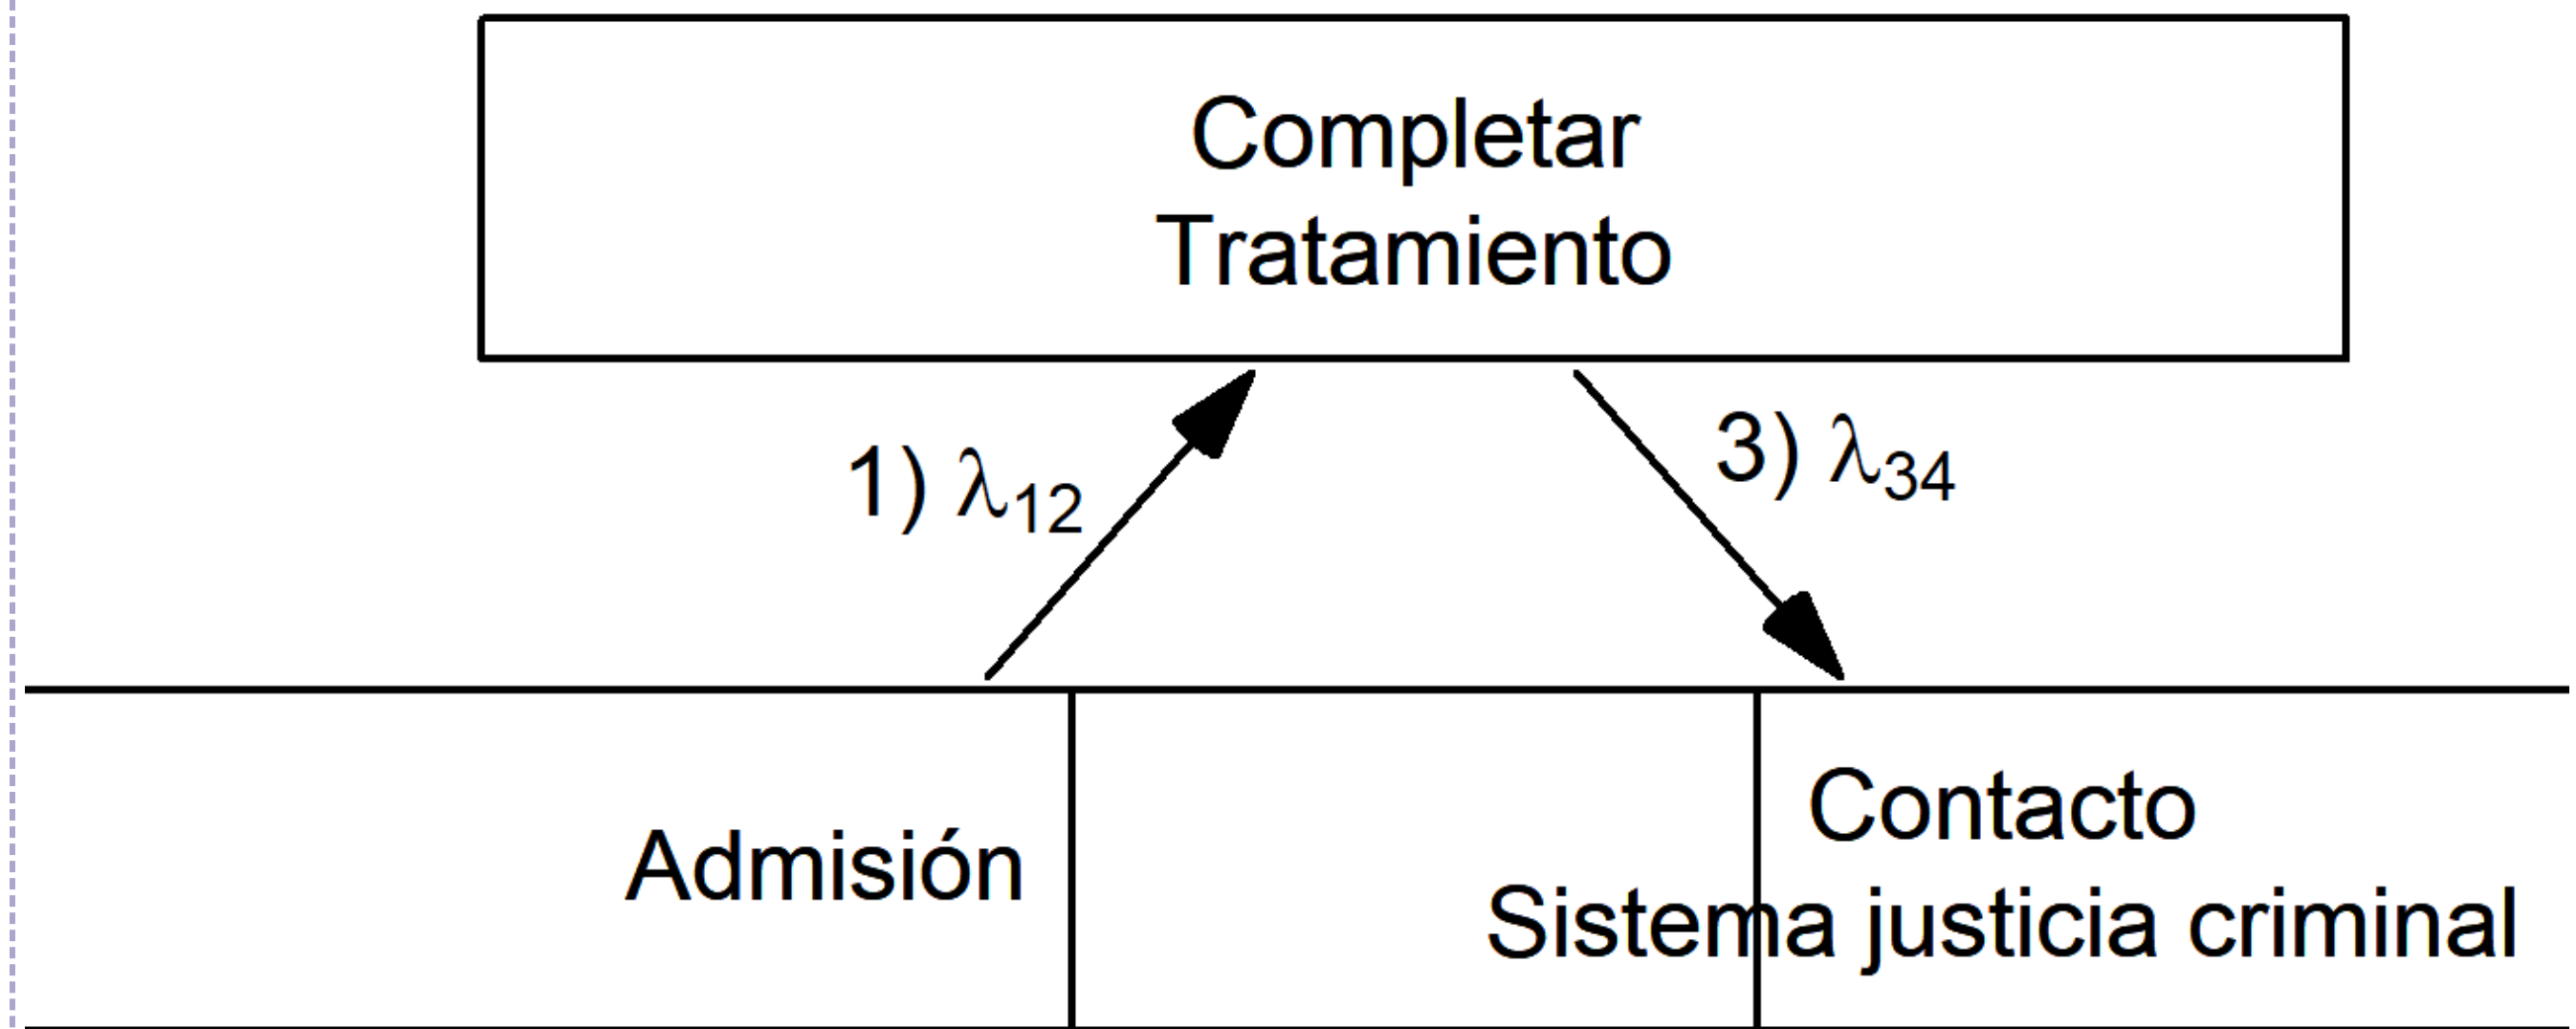 Completar
Tratamiento
1) λ12
3) λ34
Admisión
Contacto
Sistema justicia criminal